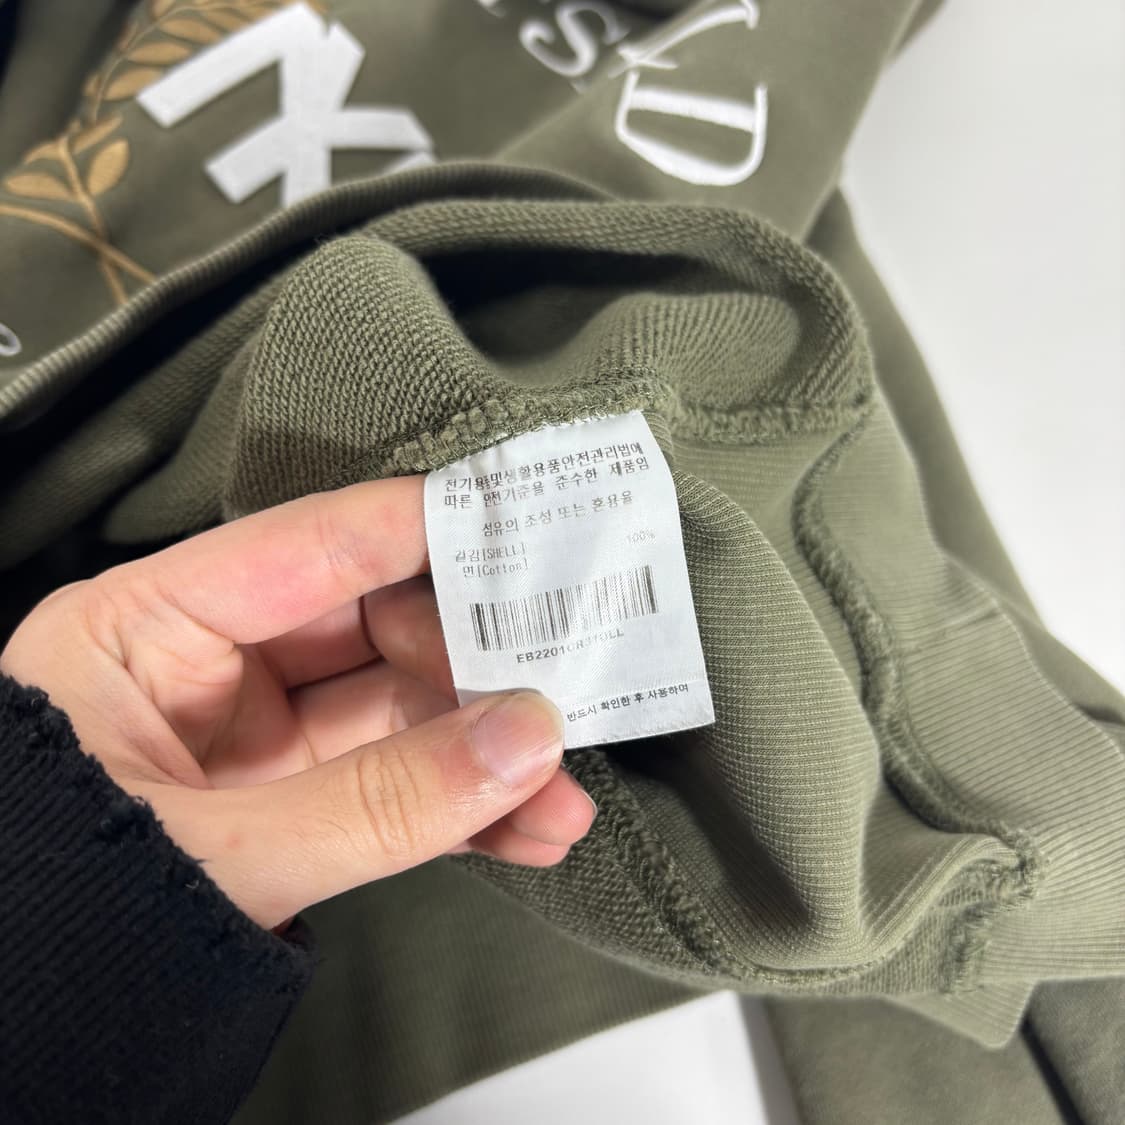 S
D
전기용품및생활용품안전관리법에
따른 안전기준을 준수한 제품임
섬유의 조성 또는 혼용율
겉감[SHELL]
면[Cotton] 100%
반드시 확인한 후 사용하여